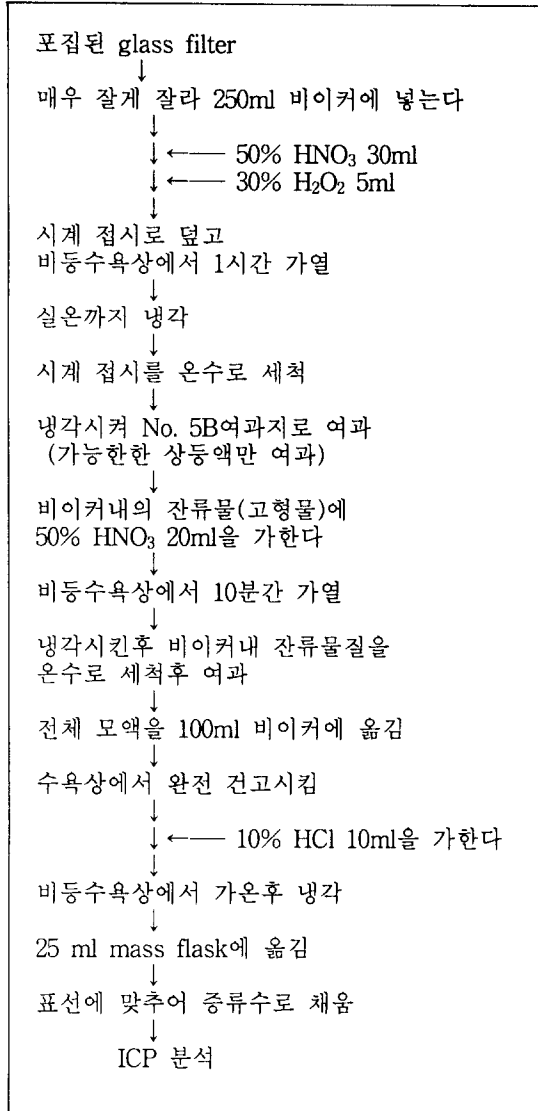 포집된 glass filter
↓
매우 잘게 잘라 250ml 비이커에 넣는다
↓
↓ ←── 50% HNO₃ 30ml
↓ ←── 30% H₂O₂ 5ml
↓
시계 접시로 덮고
비등수욕상에서 1시간 가열
↓
실온까지 냉각
↓
시계 접시를 온수로 세척
↓
냉각시켜 No. 5B여과지로 여과
(가능한한 상등액만 여과)
↓
비이커내의 잔류물(고형물)에
50% HNO₃ 20ml을 가한다
↓
비등수욕상에서 10분간 가열
↓
냉각시킨후 비이커내 잔류물질을
온수로 세척후 여과
↓
전체 모액을 100ml 비이커에 옮김
↓
수욕상에서 완전 건고시킴
↓
↓ ←── 10% HCl 10ml을 가한다
↓
비등수욕상에서 가온후 냉각
↓
25 ml mass flask에 옮김
↓
표선에 맞추어 증류수로 채움
↓
ICP 분석